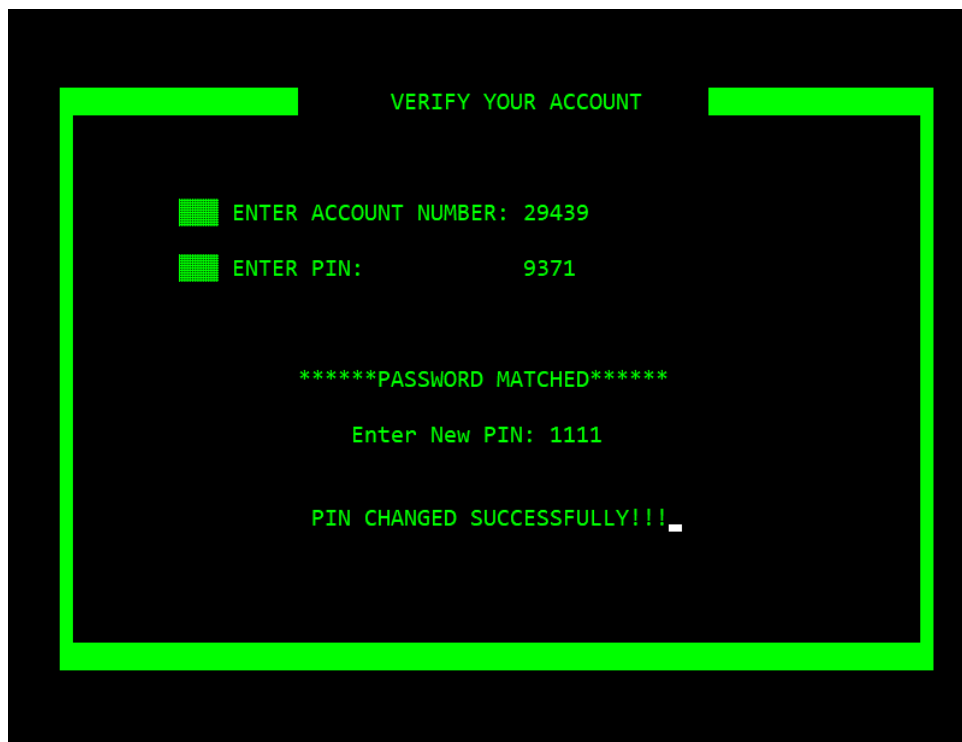 VERIFY YOUR ACCOUNT
ENTER ACCOUNT NUMBER: 29439
ENTER PIN: 9371
******PASSWORD MATCHED******
Enter New PIN: 1111
PIN CHANGED SUCCESSFULLY!!!